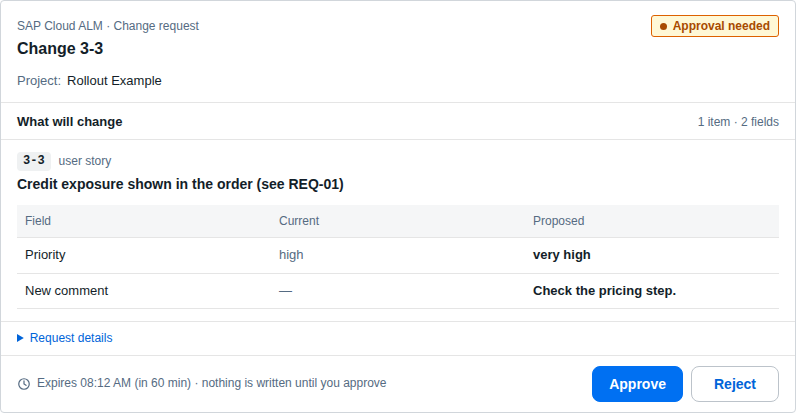 SAP Cloud ALM · Change request
Approval needed
Change 3-3
Project: Rollout Example
What will change
1 item · 2 fields
3-3 user story
Credit exposure shown in the order (see REQ-01)
Field Current Proposed
Priority high very high
New comment — Check the pricing step.
Request details
Expires 08:12 AM (in 60 min) · nothing is written until you approve
Approve Reject